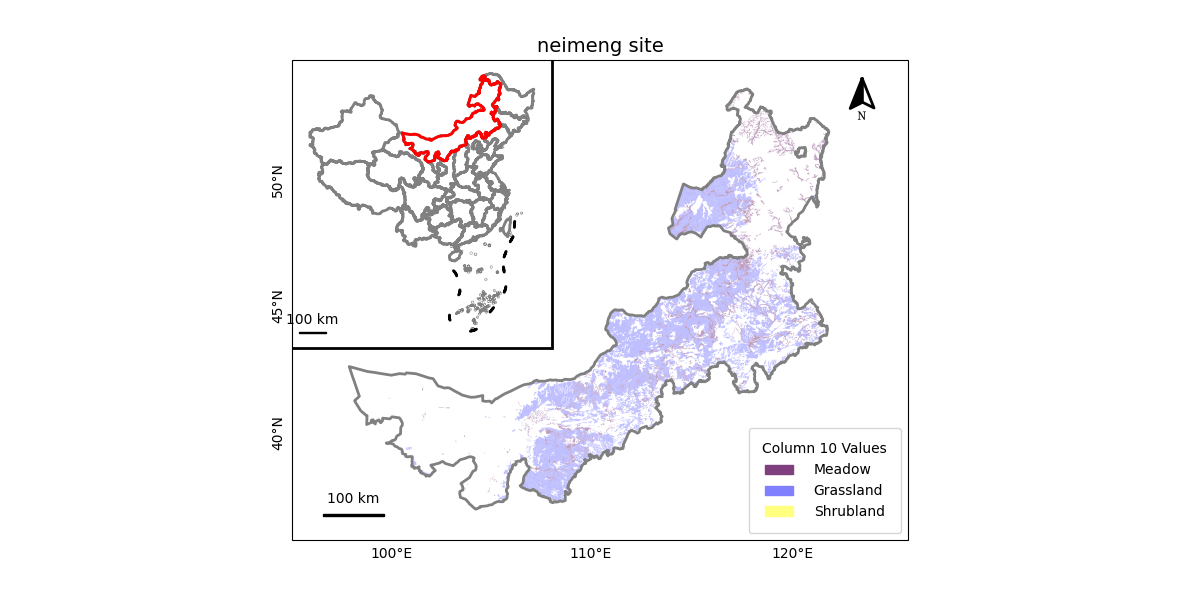 neimeng site
N
50°N
45°N
40°N
100 km
100 km
Column 10 Values
Meadow
Grassland
Shrubland
100°E
110°E
120°E